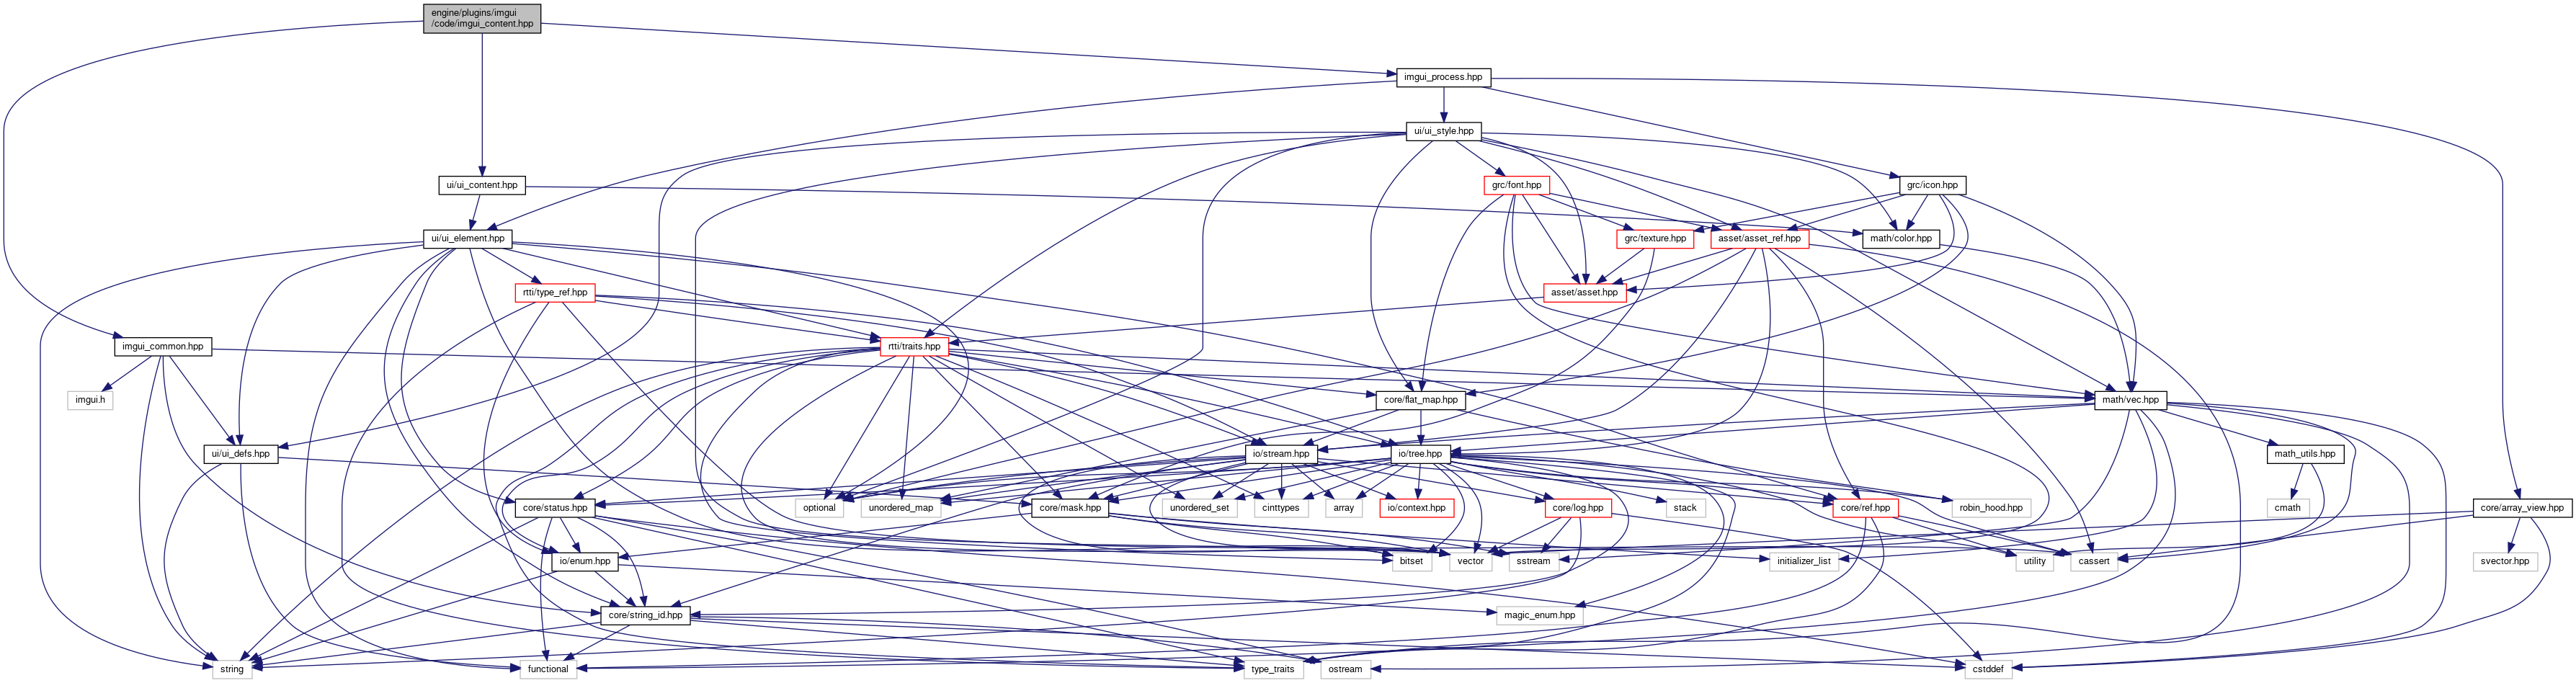 engine/plugins/imgui
/code/imgui_content.hpp
imgui_process.hpp
ui/ui_style.hpp
ui/ui_content.hpp
grc/font.hpp
grc/icon.hpp
ui/ui_element.hpp
grc/texture.hpp
asset/asset_ref.hpp
math/color.hpp
rtti/type_ref.hpp
asset/asset.hpp
imgui_common.hpp
rtti/traits.hpp
imgui.h
core/flat_map.hpp
math/vec.hpp
ui/ui_defs.hpp
io/stream.hpp
io/tree.hpp
math_utils.hpp
core/status.hpp
optional
unordered_map
core/mask.hpp
unordered_set
cinttypes
array
io/context.hpp
core/log.hpp
stack
core/ref.hpp
robin_hood.hpp
cmath
core/array_view.hpp
io/enum.hpp
bitset
vector
sstream
initializer_list
utility
cassert
svector.hpp
core/string_id.hpp
magic_enum.hpp
string
functional
type_traits
ostream
cstddef